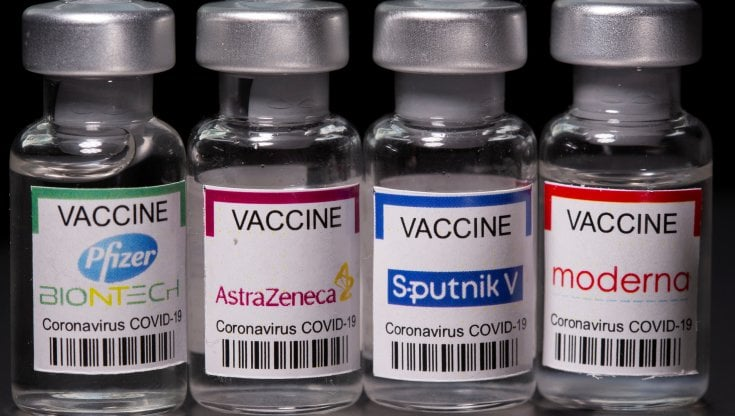 VACCINE
Pfizer
BIONTECH
Coronavirus COVID-19
VACCINE
AstraZeneca
Coronavirus COVID-19
VACCINE
Sputnik V
Coronavirus COVID-19
VACCINE
moderna
Coronavirus COVID-19